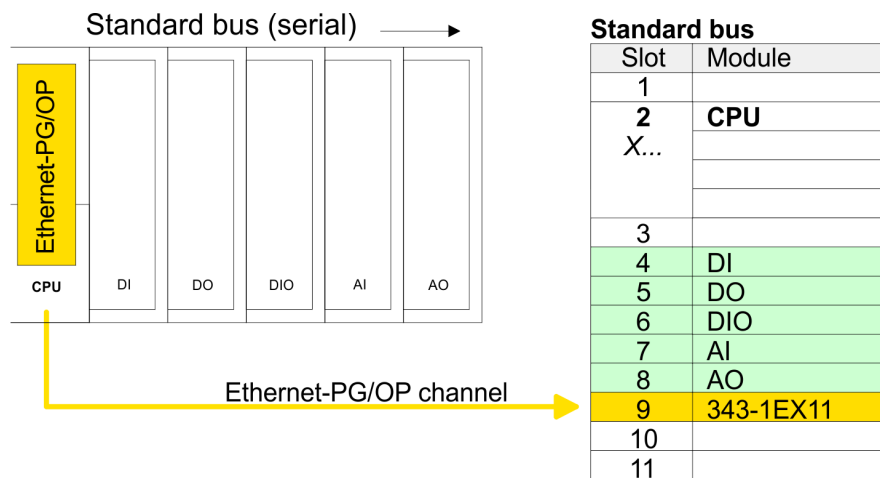 Standard bus (serial)
Ethernet-PG/OP
CPU
DI
DO
DIO
AI
AO
Ethernet-PG/OP channel
Standard bus
Slot Module
1
2 CPU
X...
3
4 DI
5 DO
6 DIO
7 AI
8 AO
9 343-1EX11
10
11